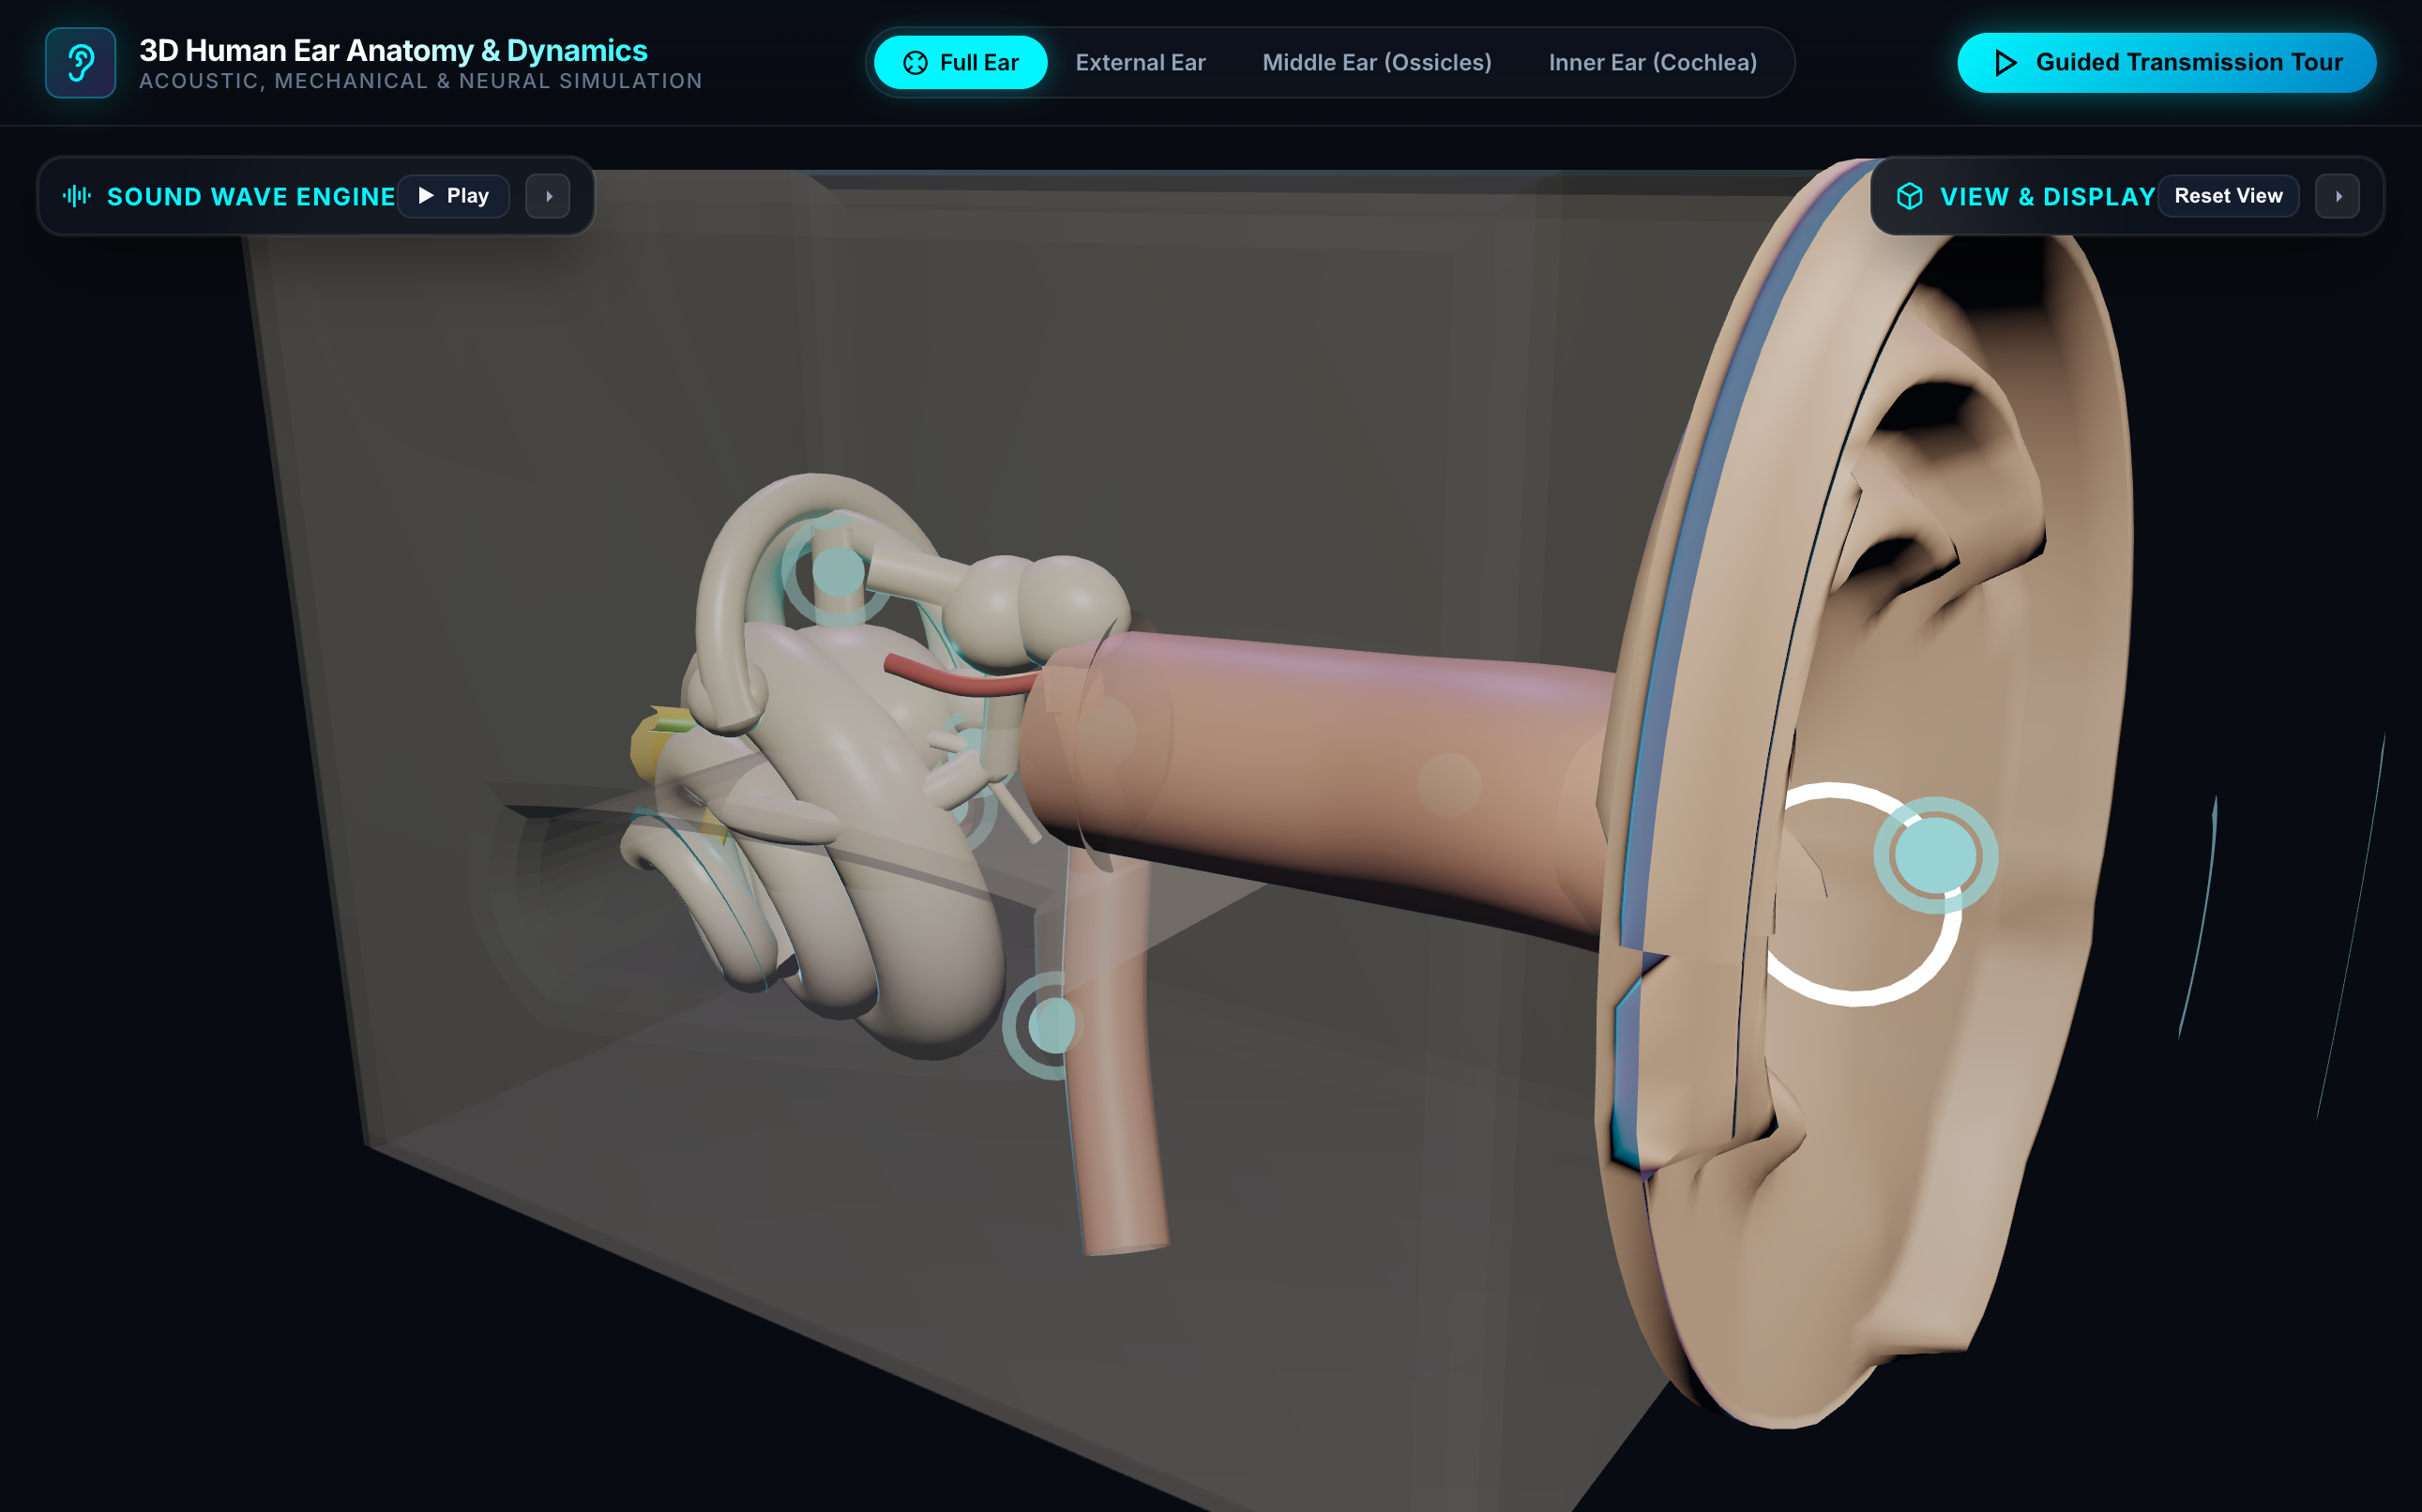 3D Human Ear Anatomy & Dynamics
ACOUSTIC, MECHANICAL & NEURAL SIMULATION
Full Ear
External Ear
Middle Ear (Ossicles)
Inner Ear (Cochlea)
Guided Transmission Tour
SOUND WAVE ENGINE
Play
VIEW & DISPLAY
Reset View